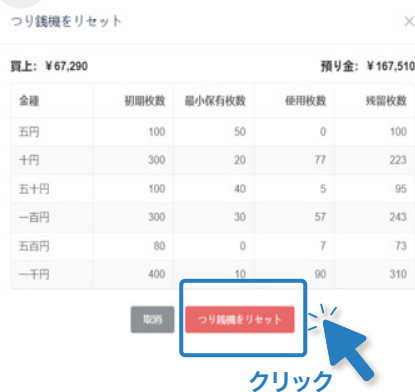 つり銭機をリセット ×
買上: ¥67,290 預り金: ¥167,510
金種 初期枚数 最小保有枚数 使用枚数 残留枚数
五円 100 50 0 100
十円 300 20 77 223
五十円 100 40 5 95
一百円 300 30 57 243
五百円 80 0 7 73
一千円 400 10 90 310
取消 つり銭機をリセット
クリック